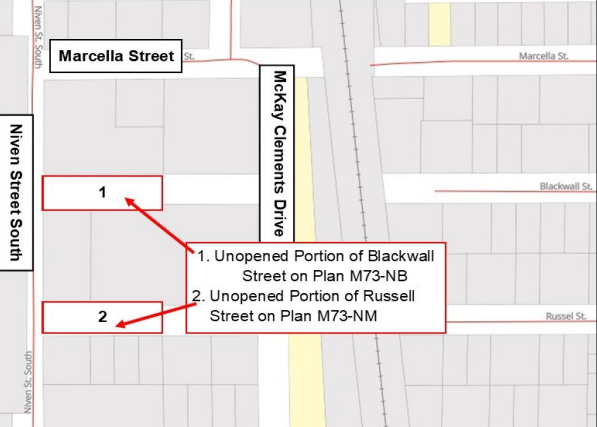 Niven St. South
Marcella Street
St.
Marcella St.
McKay Clements Drive
Niven Street South
1
Blackwall St.
1. Unopened Portion of Blackwall
Street on Plan M73-NB
2. Unopened Portion of Russell
Street on Plan M73-NM
2
Russel St.
Niven St. South